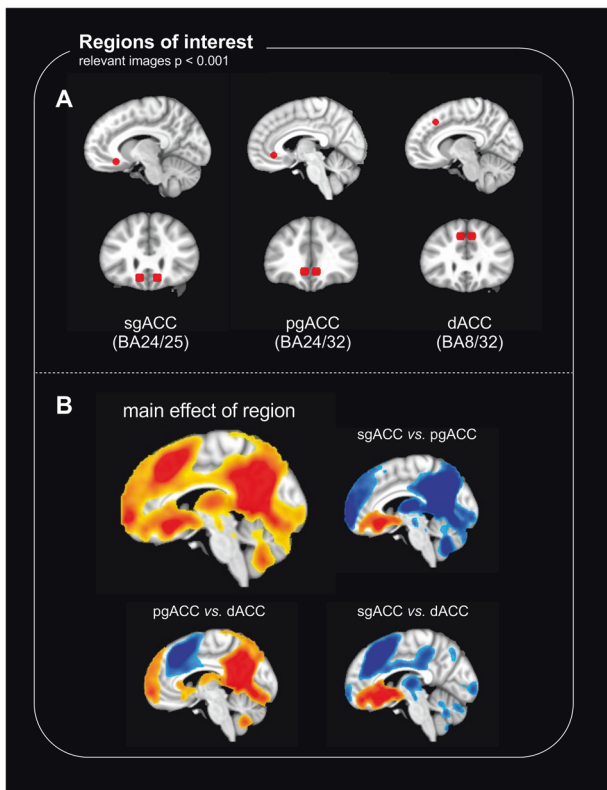 Regions of interest
relevant images p < 0.001
A
sgACC
(BA24/25)
pgACC
(BA24/32)
dACC
(BA8/32)
B
main effect of region
sgACC vs. pgACC
pgACC vs. dACC
sgACC vs. dACC